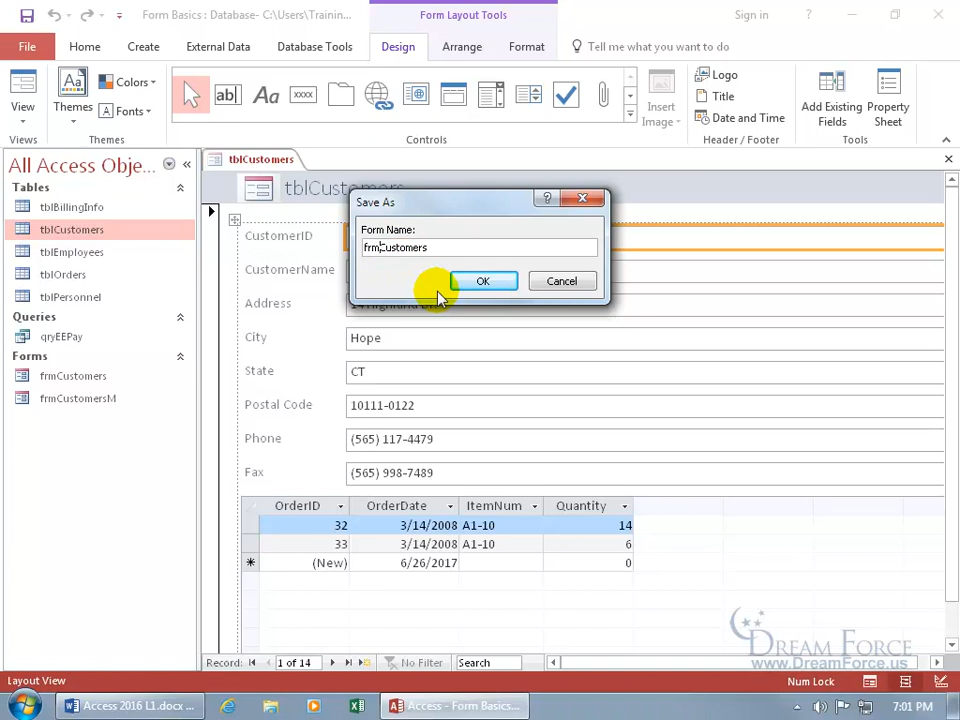 Form Basics : Database- C:\Users\Trainin...
Form Layout Tools
Sign in
?
File
Home
Create
External Data
Database Tools
Design
Arrange
Format
Tell me what you want to do
View
Views
Aa
Themes
Colors
Fonts
Themes
ab|
Aa
xxxx
Controls
Insert
Image
Logo
Title
Date and Time
Header / Footer
Add Existing
Fields
Property
Sheet
Tools
All Access Obje...
Tables
tblBillingInfo
tblCustomers
tblEmployees
tblOrders
tblPersonnel
Queries
qryEEPay
Forms
frmCustomers
frmCustomersM
tblCustomers
tblCustomers
Save As
?
Form Name:
frmCustomers
OK
Cancel
CustomerID
CustomerName
Address
City
Hope
State
CT
Postal Code
10111-0122
Phone
(565) 117-4479
Fax
(565) 998-7489
OrderID OrderDate ItemNum Quantity
32 3/14/2008 A1-10 14
33 3/14/2008 A1-10 6
(New) 6/26/2017 0
Record: 1 of 14 No Filter Search
DREAM FORCE
www.DreamForce.us
Layout View
Num Lock
Access 2016 L1.docx ...
Access - Form Basics...
7:01 PM